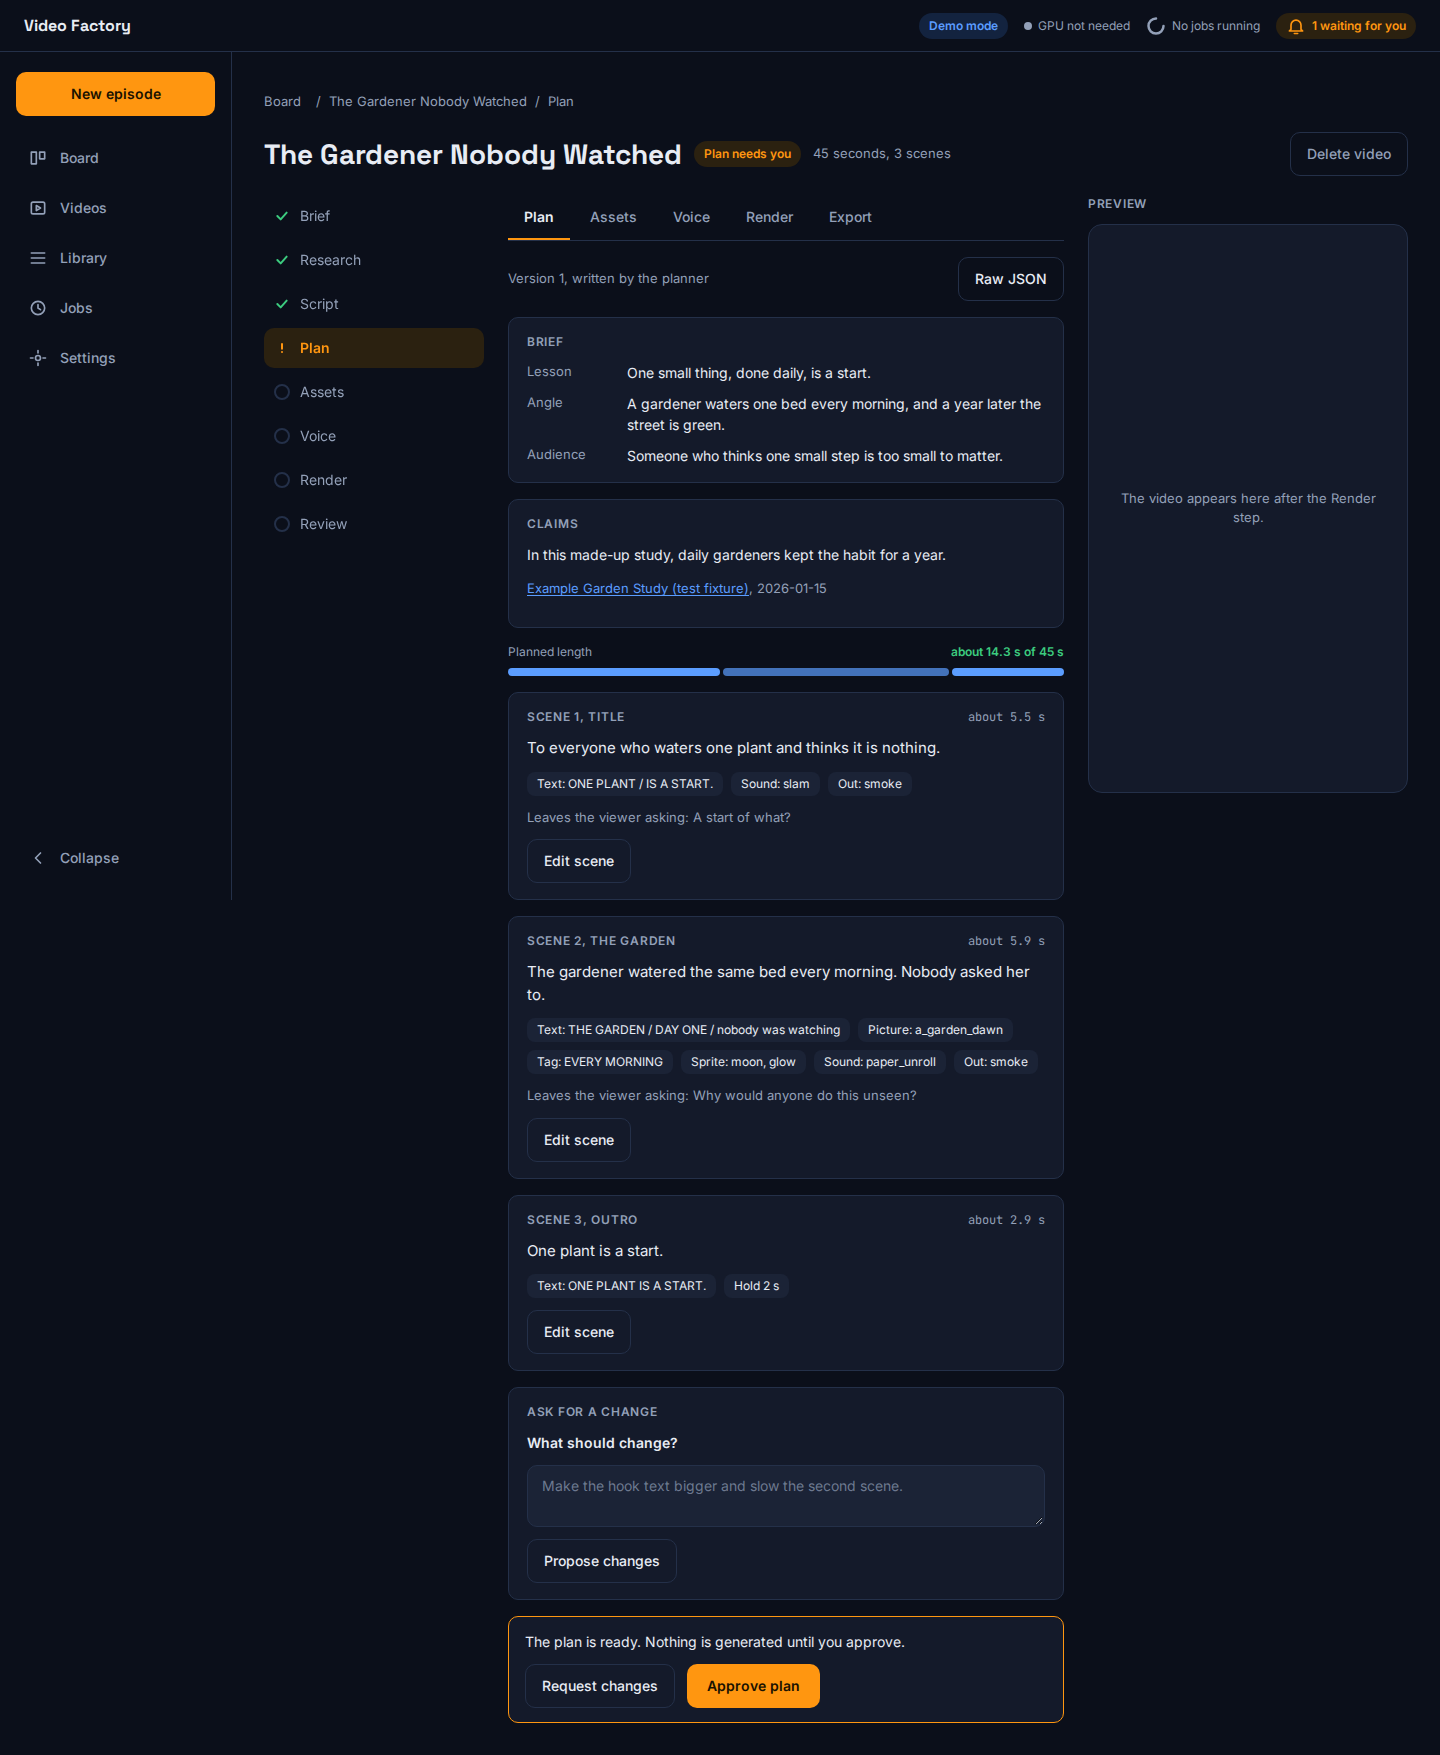 Video Factory
Demo mode
GPU not needed
No jobs running
1 waiting for you
New episode
Board
Videos
Library
Jobs
Settings
Collapse
Board / The Gardener Nobody Watched / Plan
The Gardener Nobody Watched
Plan needs you
45 seconds, 3 scenes
Delete video
Brief
Research
Script
! Plan
Assets
Voice
Render
Review
Plan
Assets
Voice
Render
Export
Version 1, written by the planner
Raw JSON
BRIEF
Lesson
One small thing, done daily, is a start.
Angle
A gardener waters one bed every morning, and a year later the
street is green.
Audience
Someone who thinks one small step is too small to matter.
CLAIMS
In this made-up study, daily gardeners kept the habit for a year.
Example Garden Study (test fixture), 2026-01-15
Planned length
about 14.3 s of 45 s
SCENE 1, TITLE
about 5.5 s
To everyone who waters one plant and thinks it is nothing.
Text: ONE PLANT / IS A START.
Sound: slam
Out: smoke
Leaves the viewer asking: A start of what?
Edit scene
SCENE 2, THE GARDEN
about 5.9 s
The gardener watered the same bed every morning. Nobody asked her
to.
Text: THE GARDEN / DAY ONE / nobody was watching
Picture: a_garden_dawn
Tag: EVERY MORNING
Sprite: moon, glow
Sound: paper_unroll
Out: smoke
Leaves the viewer asking: Why would anyone do this unseen?
Edit scene
SCENE 3, OUTRO
about 2.9 s
One plant is a start.
Text: ONE PLANT IS A START.
Hold 2 s
Edit scene
ASK FOR A CHANGE
What should change?
Make the hook text bigger and slow the second scene.
Propose changes
The plan is ready. Nothing is generated until you approve.
Request changes
Approve plan
PREVIEW
The video appears here after the Render
step.